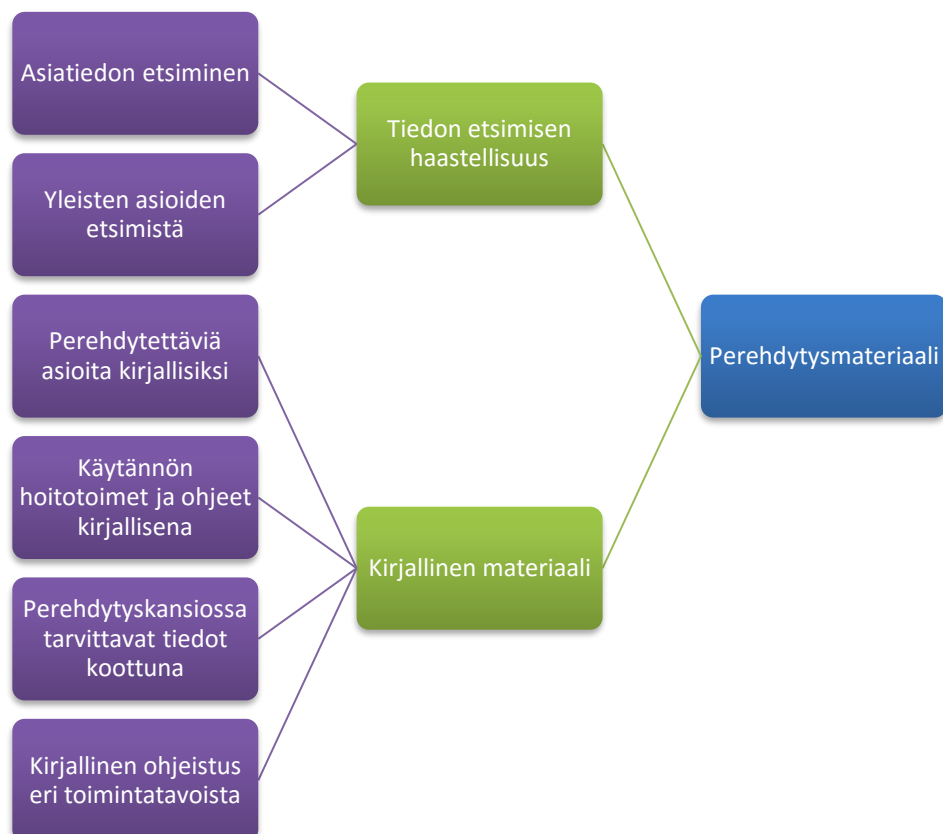 Asiatiedon etsiminen
Yleisten asioiden
etsimistä
Perehdytettäviä
asioita kirjallisiksi
Käytännön
hoitotoimet ja ohjeet
kirjallisena
Perehdytyskansiossa
tarvittavat tiedot
koottuna
Kirjallinen ohjeistus
eri toimintatavoista
Tiedon etsimisen
haastellisuus
Kirjallinen materiaali
Perehdytysmateriaali